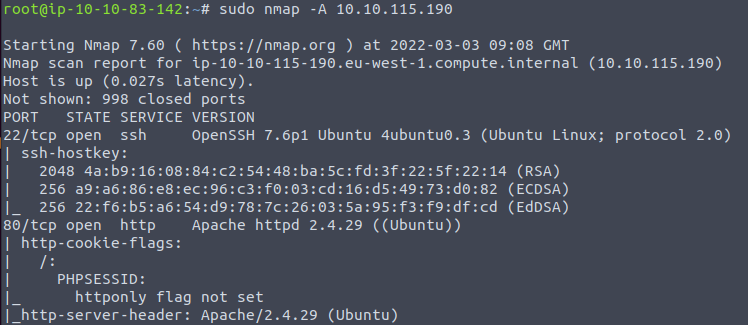 root@ip-10-10-83-142:~# sudo nmap -A 10.10.115.190
Starting Nmap 7.60 ( https://nmap.org ) at 2022-03-03 09:08 GMT
Nmap scan report for ip-10-10-115-190.eu-west-1.compute.internal (10.10.115.190)
Host is up (0.027s latency).
Not shown: 998 closed ports
PORT   STATE SERVICE VERSION
22/tcp open  ssh     OpenSSH 7.6p1 Ubuntu 4ubuntu0.3 (Ubuntu Linux; protocol 2.0)
| ssh-hostkey:
|   2048 4a:b9:16:08:84:c2:54:48:ba:5c:fd:3f:22:5f:22:14 (RSA)
|   256 a9:a6:86:e8:ec:96:c3:f0:03:cd:16:d5:49:73:d0:82 (ECDSA)
|_  256 22:f6:b5:a6:54:d9:78:7c:26:03:5a:95:f3:f9:df:cd (EdDSA)
80/tcp open  http    Apache httpd 2.4.29 ((Ubuntu))
| http-cookie-flags:
|   /:
|     PHPSESSID:
|_      httponly flag not set
|_http-server-header: Apache/2.4.29 (Ubuntu)